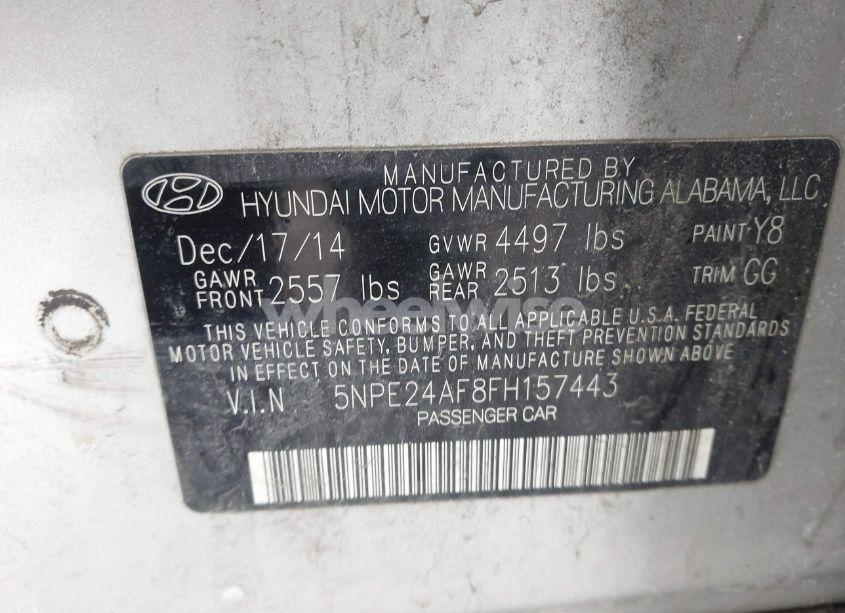 MANUFACTURED BY
HYUNDAI MOTOR MANUFACTURING ALABAMA, LLC
Dec/17/14 GVWR 4497 lbs PAINT Y8
GAWR FRONT 2557 lbs GAWR REAR 2513 lbs TRIM GG
wheelwise
THIS VEHICLE CONFORMS TO ALL APPLICABLE U.S.A. FEDERAL
MOTOR VEHICLE SAFETY, BUMPER, AND THEFT PREVENTION STANDARDS
IN EFFECT ON THE DATE OF MANUFACTURE SHOWN ABOVE
V.I.N 5NPE24AF8FH157443
PASSENGER CAR